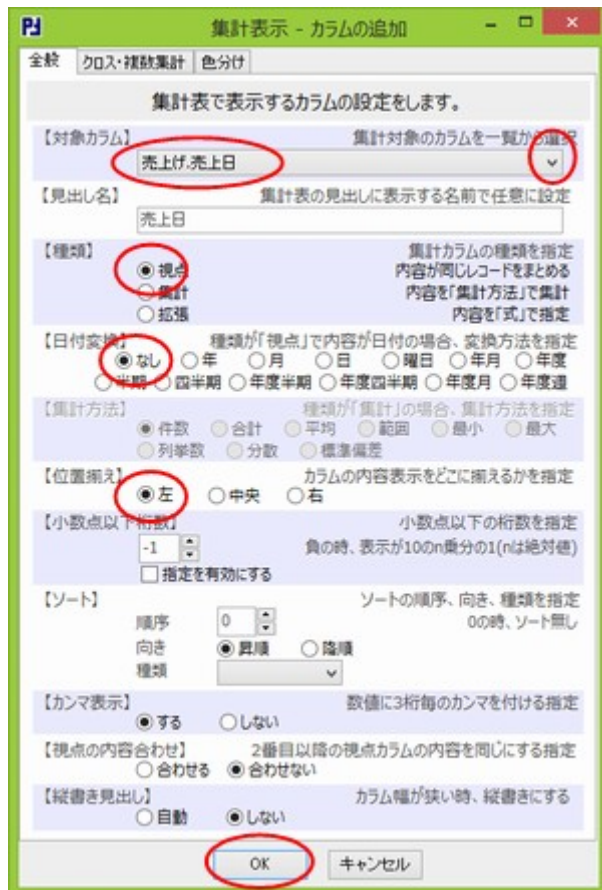 集計表示 - カラムの追加
全般 クロス・複数集計 色分け
集計表で表示するカラムの設定をします。
【対象カラム】 集計対象のカラムを一覧から選択
売上げ.売上日
【見出し名】 集計表の見出しに表示する名前で任意に設定
売上日
【種類】 集計カラムの種類を指定
視点 内容が同じレコードをまとめる
集計 内容を「集計方法」で集計
拡張 内容を「式」で指定
【日付変換】 種類が「視点」で内容が日付の場合、変換方法を指定
なし 年 月 日 曜日 年月 年度
半期 四半期 年度半期 年度四半期 年度月 年度週
【集計方法】 種類が「集計」の場合、集計方法を指定
件数 合計 平均 範囲 最小 最大
列挙数 分散 標準偏差
【位置揃え】 カラムの内容表示をどこに揃えるかを指定
左 中央 右
【小数点以下桁数】 小数点以下の桁数を指定
-1 負の時、表示が10のn乗分の1(nは絶対値)
指定を有効にする
【ソート】 ソートの順序、向き、種類を指定
順序 0 0の時、ソート無し
向き 昇順 降順
種類
【カンマ表示】 数値に3桁毎のカンマを付ける指定
する しない
【視点の内容合わせ】 2番目以降の視点カラムの内容を同じにする指定
合わせる 合わせない
【縦書き見出し】 カラム幅が狭い時、縦書きにする
自動 しない
OK キャンセル